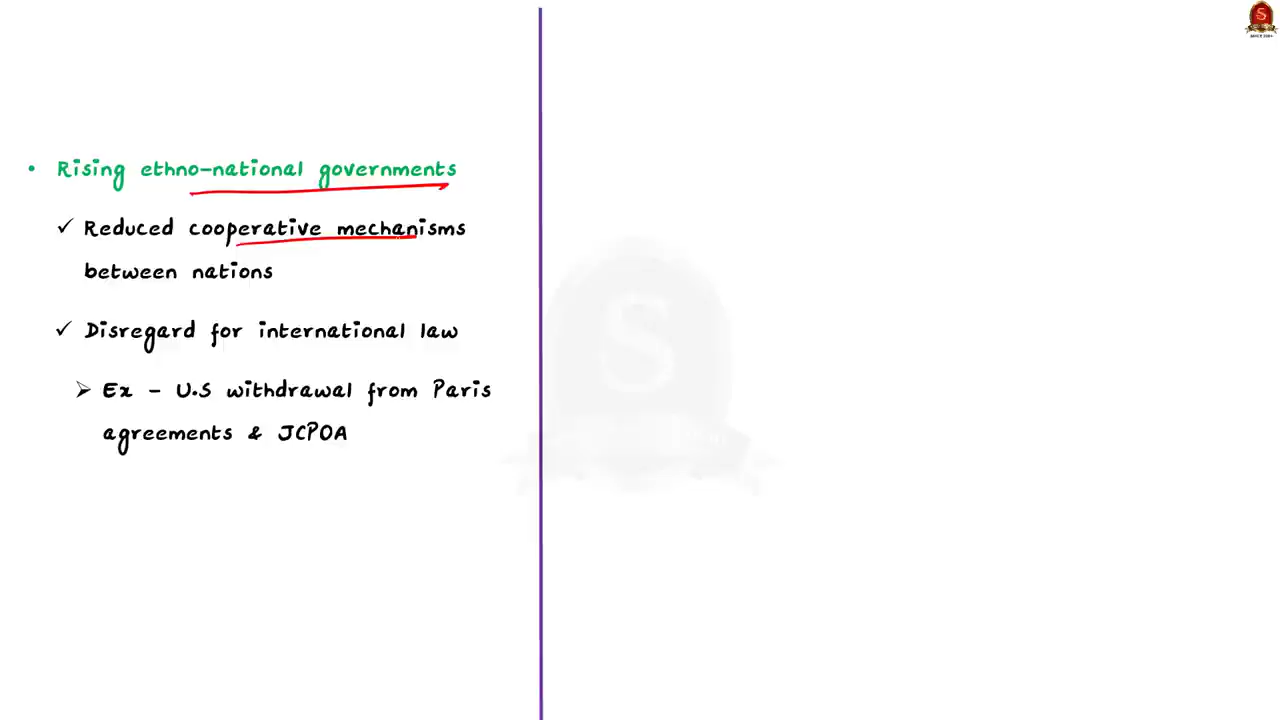 • Rising ethno-national governments
✓ Reduced cooperative mechanisms
between nations
✓ Disregard for international law
➢ Ex - U.S withdrawal from Paris
agreements & JCPOA
S
S